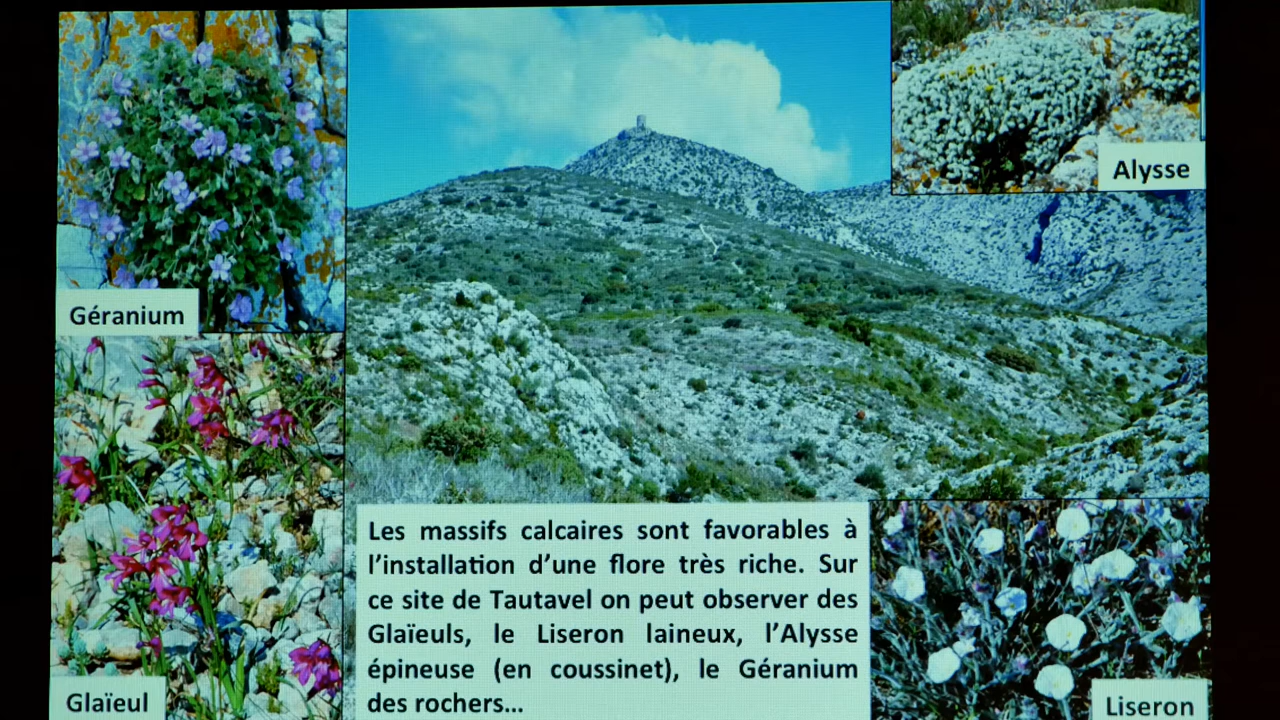 Alysse
Géranium
Les massifs calcaires sont favorables à
l’installation d’une flore très riche. Sur
ce site de Tautavel on peut observer des
Glaïeuls, le Liseron laineux, l’Alysse
épineuse (en coussinet), le Géranium
des rochers...
Glaïeul
Liseron